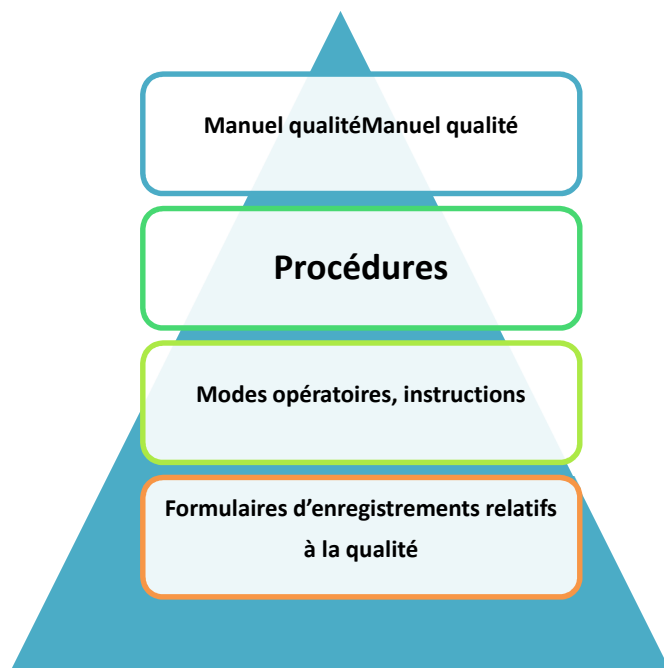 Manuel qualitéManuel qualité
Procédures
Modes opératoires, instructions
Formulaires d’enregistrements relatifs
à la qualité